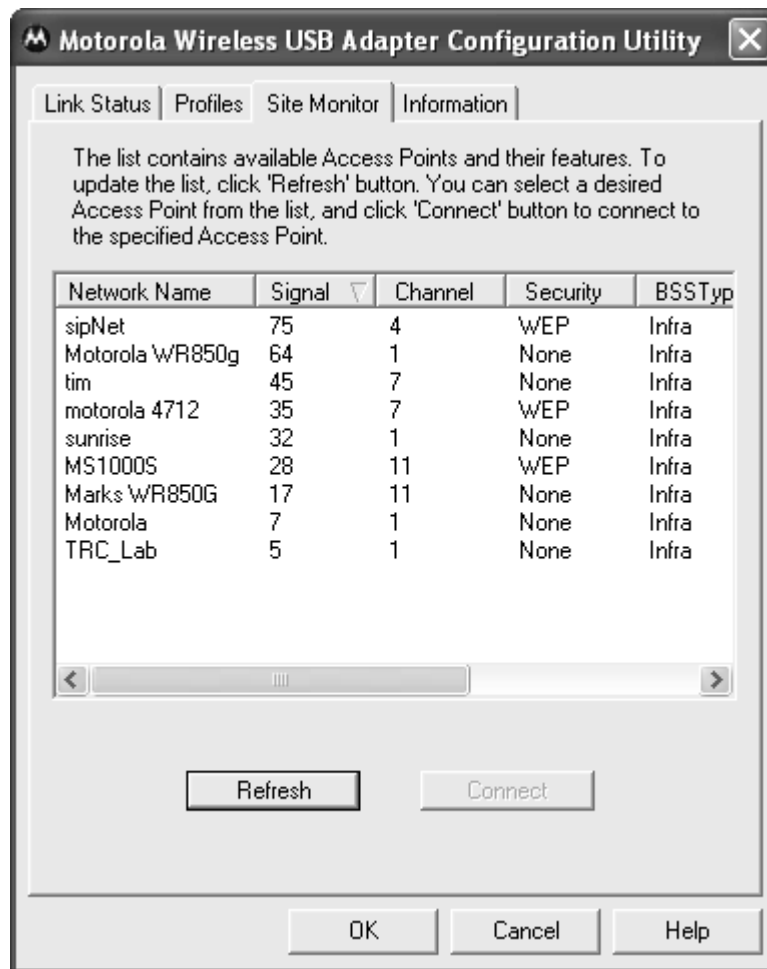 Motorola Wireless USB Adapter Configuration Utility
Link Status Profiles Site Monitor Information
The list contains available Access Points and their features. To
update the list, click 'Refresh' button. You can select a desired
Access Point from the list, and click 'Connect' button to connect to
the specified Access Point.
Network Name Signal Channel Security BSSTyp
sipNet 75 4 WEP Infra
Motorola WR850g 64 1 None Infra
tim 45 7 None Infra
motorola 4712 35 7 WEP Infra
sunrise 32 1 None Infra
MS1000S 28 11 WEP Infra
Marks WR850G 17 11 None Infra
Motorola 7 1 None Infra
TRC_Lab 5 1 None Infra
Refresh Connect
OK Cancel Help